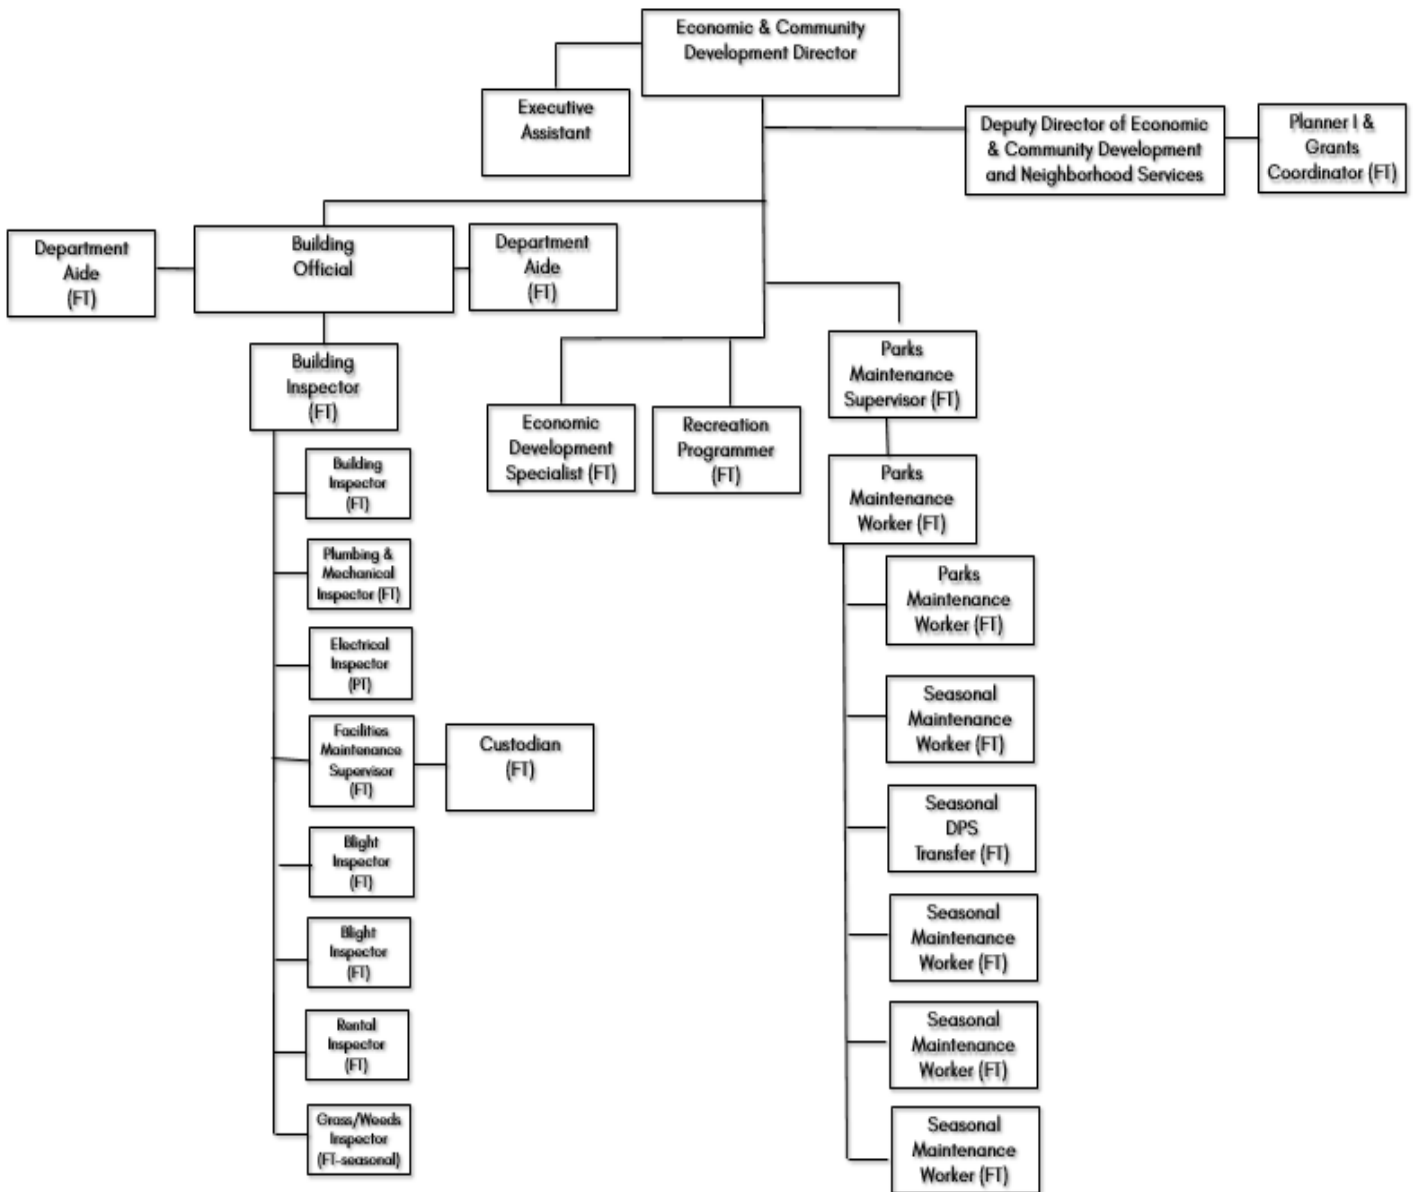 Economic & Community
Development Director
Executive
Assistant
Deputy Director of Economic
& Community Development
and Neighborhood Services
Planner I &
Grants
Coordinator (FT)
Department
Aide
(FT)
Building
Official
Department
Aide
(FT)
Building
Inspector
(FT)
Economic
Development
Specialist (FT)
Recreation
Programmer
(FT)
Parks
Maintenance
Supervisor (FT)
Parks
Maintenance
Worker (FT)
Building
Inspector
(FT)
Plumbing &
Mechanical
Inspector (FT)
Electrical
Inspector
(PT)
Facilities
Maintenance
Supervisor
(FT)
Custodian
(FT)
Blight
Inspector
(FT)
Blight
Inspector
(FT)
Rental
Inspector
(FT)
Grass/Weeds
Inspector
(FT-seasonal)
Parks
Maintenance
Worker (FT)
Seasonal
Maintenance
Worker (FT)
Seasonal
DPS
Transfer (FT)
Seasonal
Maintenance
Worker (FT)
Seasonal
Maintenance
Worker (FT)
Seasonal
Maintenance
Worker (FT)